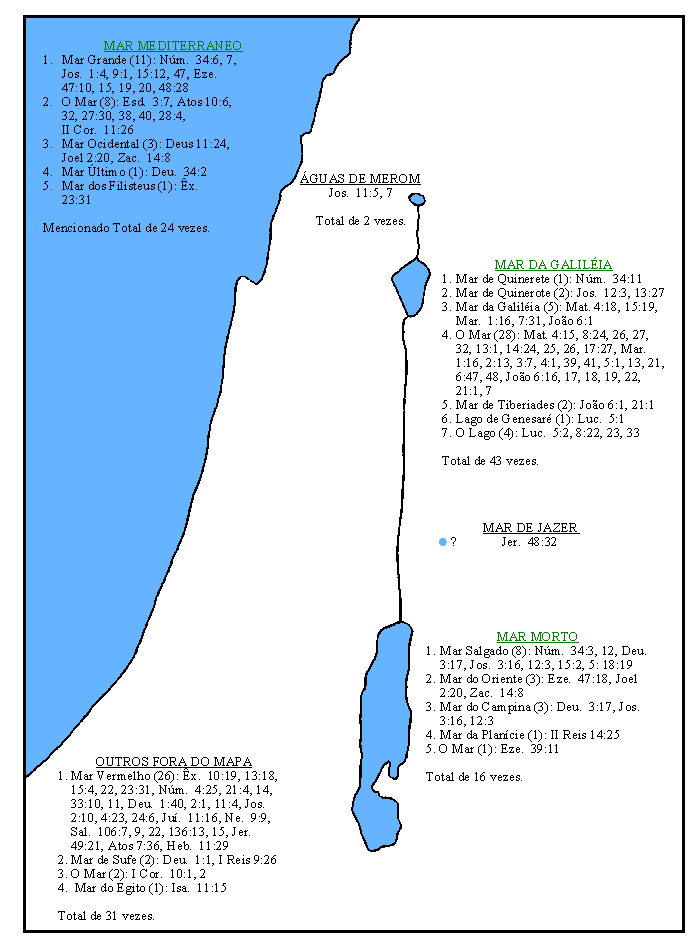 MAR MEDITERRANEO
1. Mar Grande (11): Núm. 34:6, 7,
Jos. 1:4, 9:1, 15:12, 47, Eze.
47:10, 15, 19, 20, 48:28
2. O Mar (8): Esd. 3:7, Atos 10:6,
32, 27:30, 38, 40, 28:4,
II Cor. 11:26
3. Mar Ocidental (3): Deus 11:24,
Joel 2:20, Zac. 14:8
4. Mar Último (1): Deu. 34:2
5. Mar dos Filisteus (1): Êx.
23:31
Mencionado Total de 24 vezes.
ÁGUAS DE MEROM
Jos. 11:5, 7
Total de 2 vezes.
MAR DA GALILÉIA
1. Mar de Quinerete (1): Núm. 34:11
2. Mar de Quinerote (2): Jos. 12:3, 13:27
3. Mar da Galiléia (5): Mat. 4:18, 15:19,
Mar. 1:16, 7:31, João 6:1
4. O Mar (28): Mat. 4:15, 8:24, 26, 27,
32, 13:1, 14:24, 25, 26, 17:27, Mar.
1:16, 2:13, 3:7, 4:1, 39, 41, 5:1, 13, 21,
6:47, 48, João 6:16, 17, 18, 19, 22,
21:1, 7
5. Mar de Tiberiades (2): João 6:1, 21:1
6. Lago de Genesaré (1): Luc. 5:1
7. O Lago (4): Luc. 5:2, 8:22, 23, 33
Total de 43 vezes.
MAR DE JAZER
? Jer. 48:32
MAR MORTO
1. Mar Salgado (8): Núm. 34:3, 12, Deu.
3:17, Jos. 3:16, 12:3, 15:2, 5: 18:19
2. Mar do Oriente (3): Eze. 47:18, Joel
2:20, Zac. 14:8
3. Mar do Campina (3): Deu. 3:17, Jos.
3:16, 12:3
4. Mar da Planície (1): II Reis 14:25
5. O Mar (1): Eze. 39:11
Total de 16 vezes.
OUTROS FORA DO MAPA
1. Mar Vermelho (26): Êx. 10:19, 13:18,
15:4, 22, 23:31, Núm. 4:25, 21:4, 14,
33:10, 11, Deu. 1:40, 2:1, 11:4, Jos.
2:10, 4:23, 24:6, Juí. 11:16, Ne. 9:9,
Sal. 106:7, 9, 22, 136:13, 15, Jer.
49:21, Atos 7:36, Heb. 11:29
2. Mar de Sufe (2): Deu. 1:1, I Reis 9:26
3. O Mar (2): I Cor. 10:1, 2
4. Mar do Egito (1): Isa. 11:15
Total de 31 vezes.